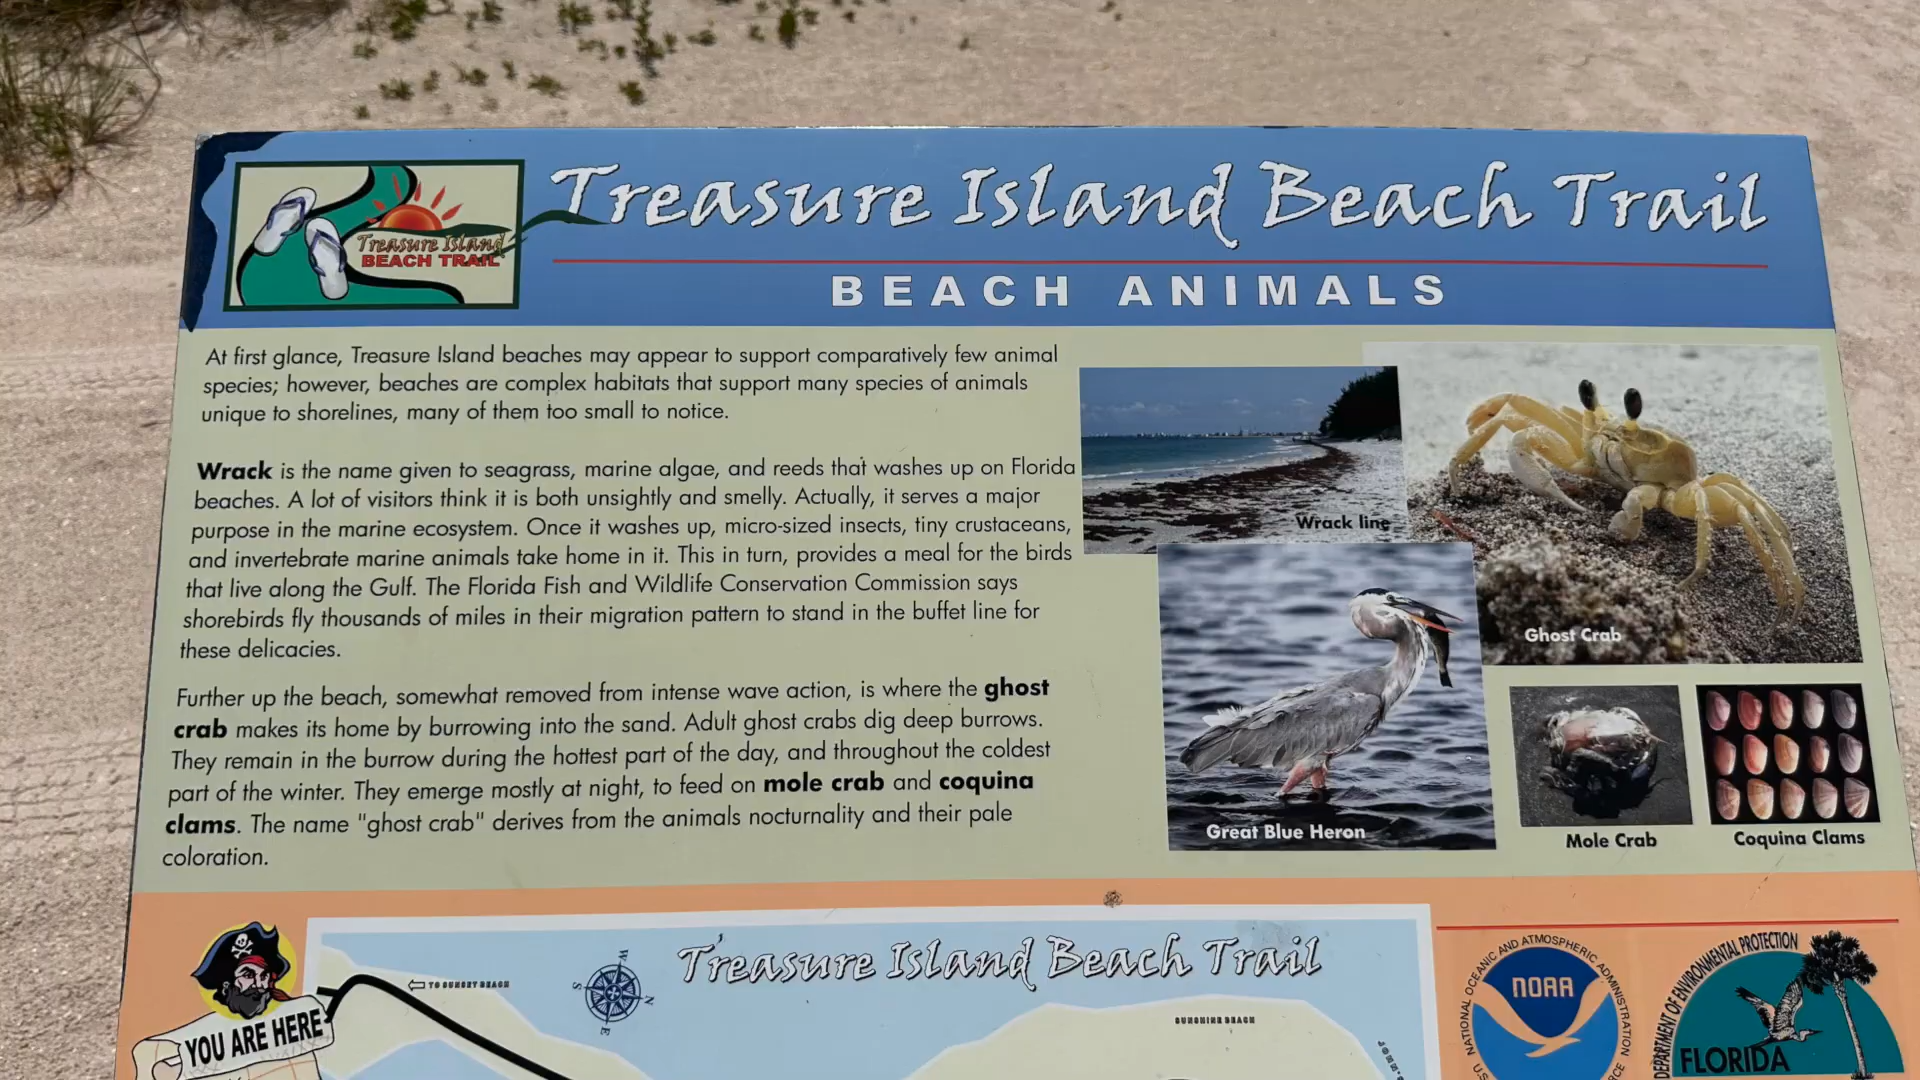 Treasure Island Beach Trail
Treasure Island
BEACH TRAIL
BEACH ANIMALS
At first glance, Treasure Island beaches may appear to support comparatively few animal
species; however, beaches are complex habitats that support many species of animals
unique to shorelines, many of them too small to notice.
Wrack is the name given to seagrass, marine algae, and reeds that washes up on Florida
beaches. A lot of visitors think it is both unsightly and smelly. Actually, it serves a major
purpose in the marine ecosystem. Once it washes up, micro-sized insects, tiny crustaceans,
and invertebrate marine animals take home in it. This in turn, provides a meal for the birds
that live along the Gulf. The Florida Fish and Wildlife Conservation Commission says
shorebirds fly thousands of miles in their migration pattern to stand in the buffet line for
these delicacies.
Further up the beach, somewhat removed from intense wave action, is where the ghost
crab makes its home by burrowing into the sand. Adult ghost crabs dig deep burrows.
They remain in the burrow during the hottest part of the day, and throughout the coldest
part of the winter. They emerge mostly at night, to feed on mole crab and coquina
clams. The name "ghost crab" derives from the animals nocturnality and their pale
coloration.
Wrack line
Ghost Crab
Great Blue Heron
Mole Crab
Coquina Clams
Treasure Island Beach Trail
TO SUNSET BEACH
W
N
S
E
SUNSHINE BEACH
YOU ARE HERE
NATIONAL OCEANIC AND ATMOSPHERIC ADMINISTRATION
NOAA
DEPARTMENT OF ENVIRONMENTAL PROTECTION
FLORIDA